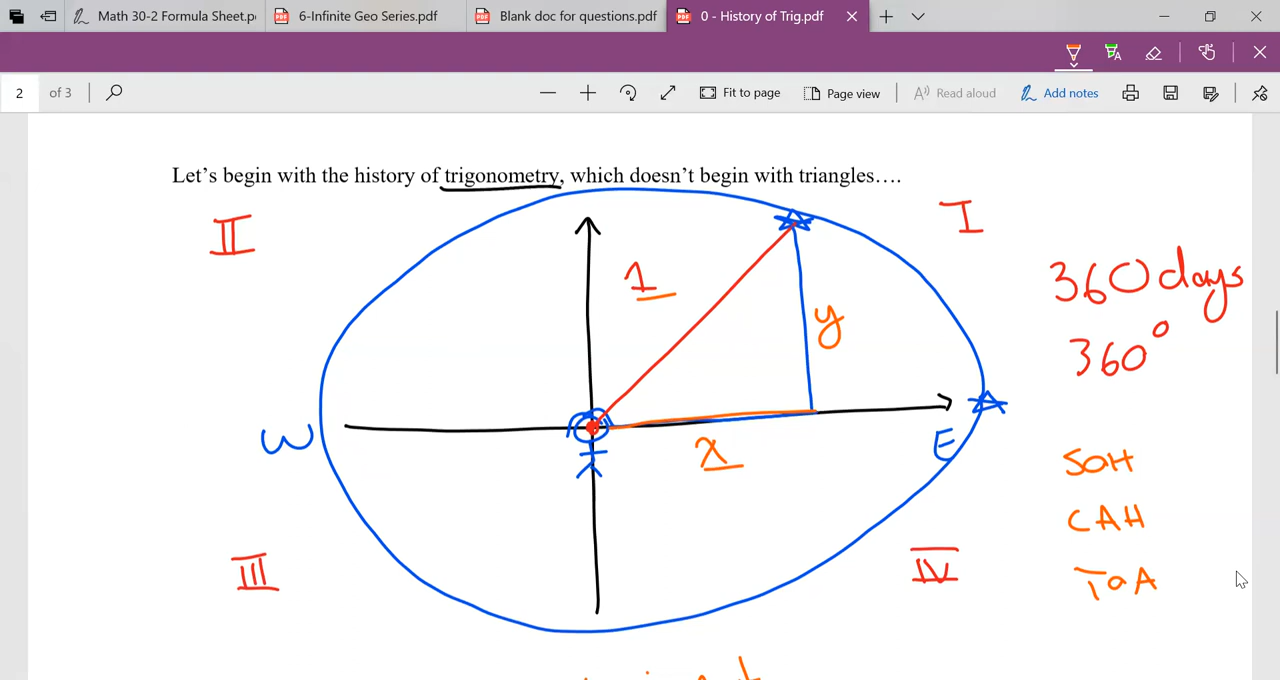 Math 30-2 Formula Sheet.p
6-Infinite Geo Series.pdf
Blank doc for questions.pdf
0 - History of Trig.pdf
2 of 3
Fit to page
Page view
Read aloud
Add notes
Let's begin with the history of trigonometry, which doesn't begin with triangles….
II
I
1
360 days
y
360°
W
x
E
SOH
CAH
III
IV
TOA